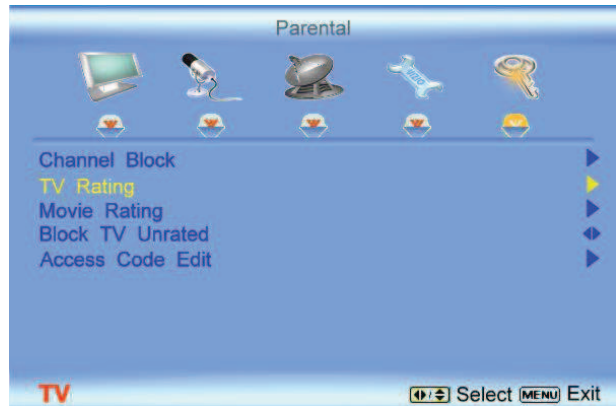 Parental
Channel Block
TV Rating
Movie Rating
Block TV Unrated
Access Code Edit
TV Select MENU Exit